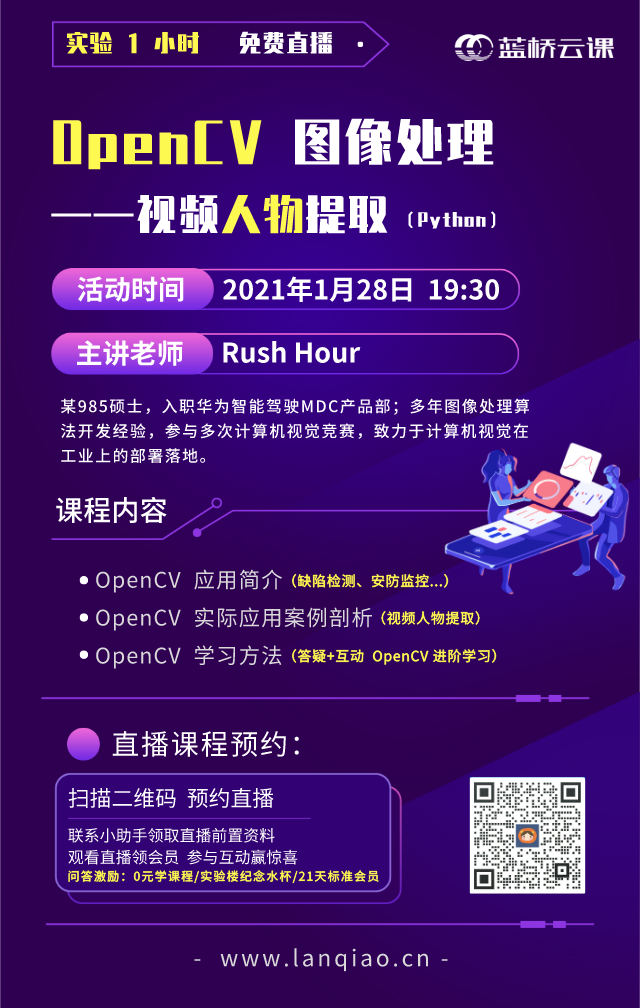 实验 1 小时 免费直播 ·
蓝桥云课
OpenCV 图像处理
——视频人物提取（Python）
活动时间 2021年1月28日 19:30
主讲老师 Rush Hour
某985硕士，入职华为智能驾驶MDC产品部；多年图像处理算
法开发经验，参与多次计算机视觉竞赛，致力于计算机视觉在
工业上的部署落地。
课程内容
● OpenCV 应用简介（缺陷检测、安防监控...）
● OpenCV 实际应用案例剖析（视频人物提取）
● OpenCV 学习方法（答疑+互动 OpenCV 进阶学习）
直播课程预约：
扫描二维码 预约直播
联系小助手领取直播前置资料
观看直播领会员 参与互动赢惊喜
问答激励：0元学课程/实验楼纪念水杯/21天标准会员
- www.lanqiao.cn -